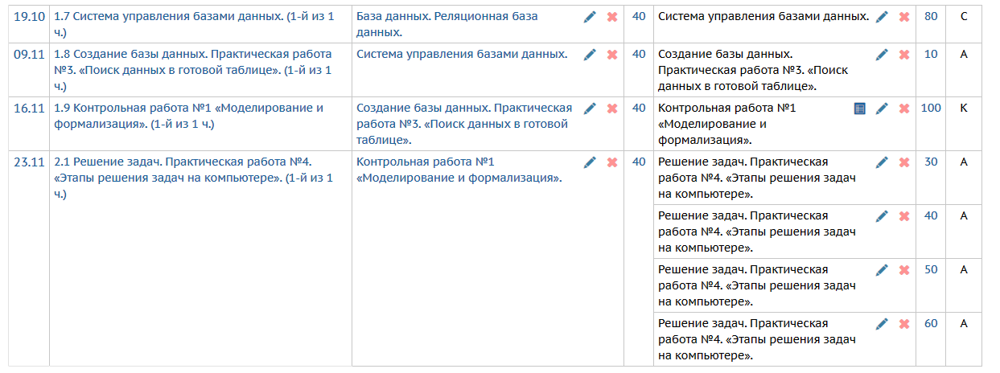 19.10
1.7 Система управления базами данных. (1-й из 1
ч.)
База данных. Реляционная база
данных.
40
Система управления базами данных.
80
С
09.11
1.8 Создание базы данных. Практическая работа
№3. «Поиск данных в готовой таблице». (1-й из 1
ч.)
Система управления базами данных.
40
Создание базы данных.
Практическая работа №3. «Поиск
данных в готовой таблице».
10
А
16.11
1.9 Контрольная работа №1 «Моделирование и
формализация». (1-й из 1 ч.)
Создание базы данных. Практическая
работа №3. «Поиск данных в готовой
таблице».
40
Контрольная работа №1
«Моделирование и
формализация».
100
К
23.11
2.1 Решение задач. Практическая работа №4.
«Этапы решения задач на компьютере». (1-й из 1
ч.)
Контрольная работа №1
«Моделирование и формализация».
40
Решение задач. Практическая
работа №4. «Этапы решения задач
на компьютере».
30
А
Решение задач. Практическая
работа №4. «Этапы решения задач
на компьютере».
40
А
Решение задач. Практическая
работа №4. «Этапы решения задач
на компьютере».
50
А
Решение задач. Практическая
работа №4. «Этапы решения задач
на компьютере».
60
А